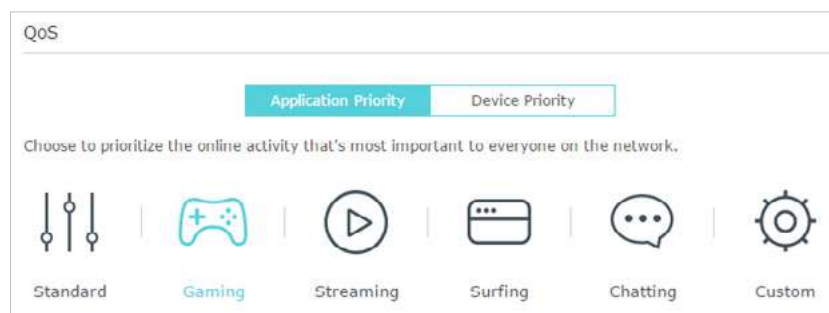 QoS
Application Priority Device Priority
Choose to prioritize the online activity that's most important to everyone on the network.
Standard Gaming Streaming Surfing Chatting Custom